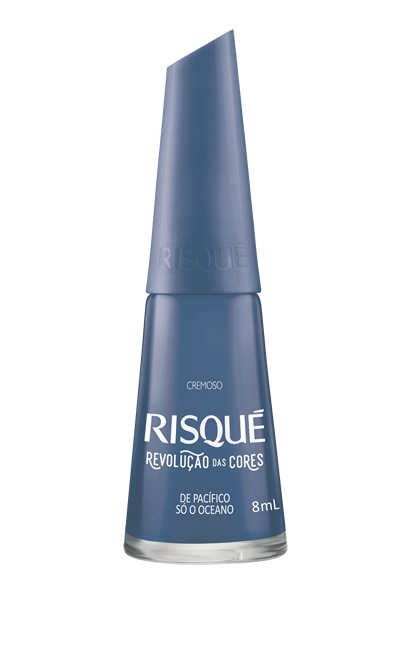 RISQUÉ
CREMOSO
RISQUÉ
REVOLUÇÃO DAS CORES
DE PACÍFICO
SÓ O OCEANO
8mL